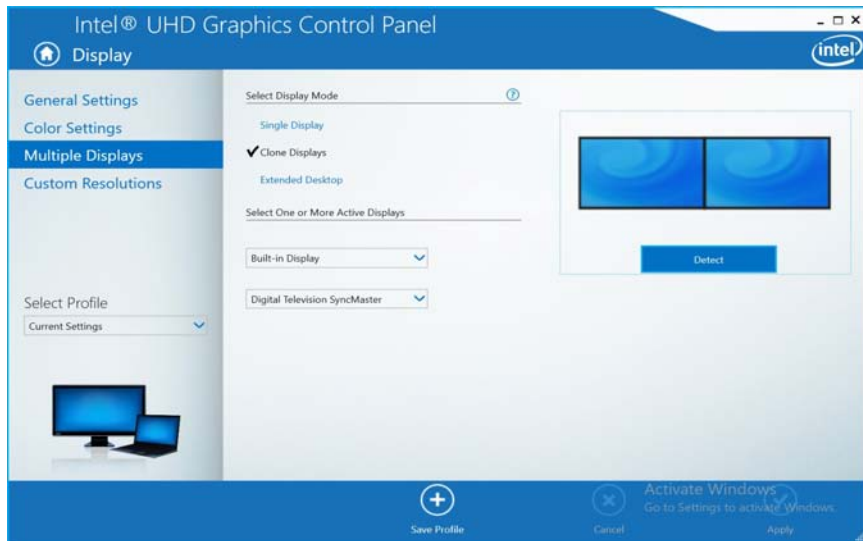 Intel® UHD Graphics Control Panel
Display
intel
General Settings
Color Settings
Multiple Displays
Custom Resolutions
Select Profile
Current Settings
Select Display Mode
?
Single Display
Clone Displays
Extended Desktop
Select One or More Active Displays
Built-in Display
Digital Television SyncMaster
Detect
Save Profile
Cancel
Apply
Activate Windows
Go to Settings to activate Windows.